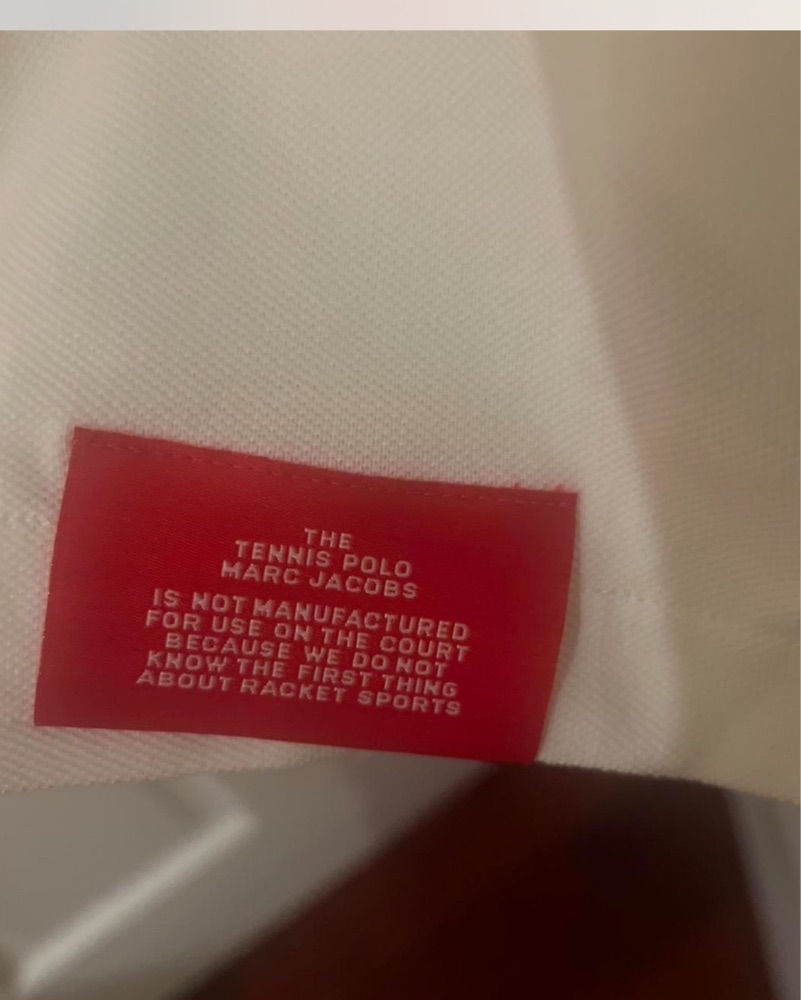 THE
TENNIS POLO
MARC JACOBS
IS NOT MANUFACTURED
FOR USE ON THE COURT
BECAUSE WE DO NOT
KNOW THE FIRST THING
ABOUT RACKET SPORTS